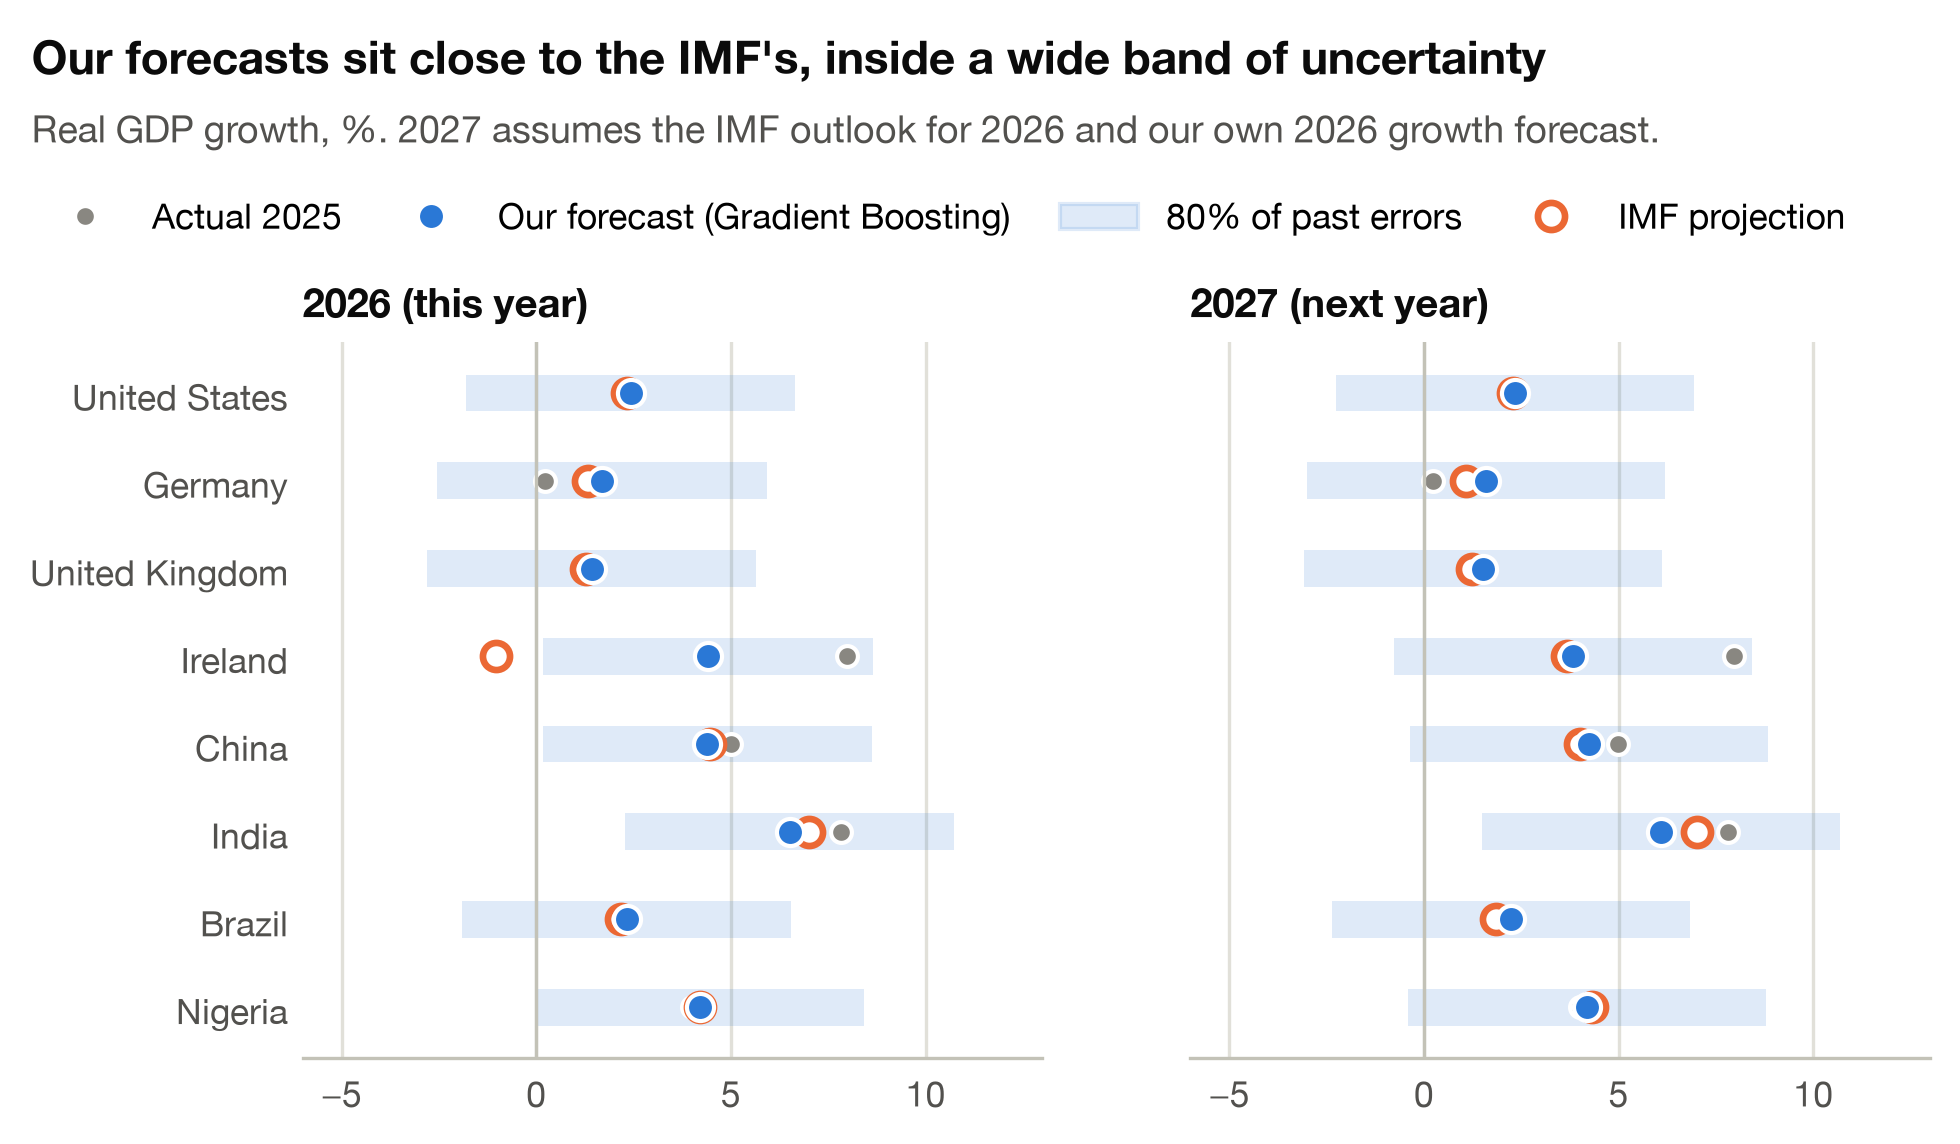 Our forecasts sit close to the IMF's, inside a wide band of uncertainty
Real GDP growth, %. 2027 assumes the IMF outlook for 2026 and our own 2026 growth forecast.
Actual 2025 Our forecast (Gradient Boosting) 80% of past errors IMF projection
2026 (this year) 2027 (next year)
United States
Germany
United Kingdom
Ireland
China
India
Brazil
Nigeria
−5 0 5 10 −5 0 5 10